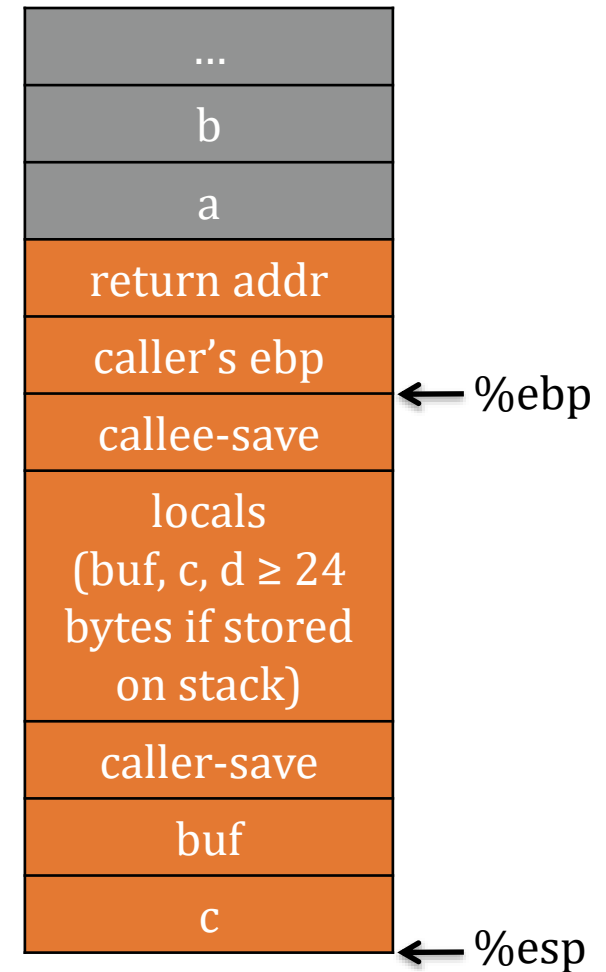 ...
b
a
return addr
caller’s ebp
%ebp
callee-save
locals
(buf, c, d ≥ 24
bytes if stored
on stack)
caller-save
buf
c
%esp